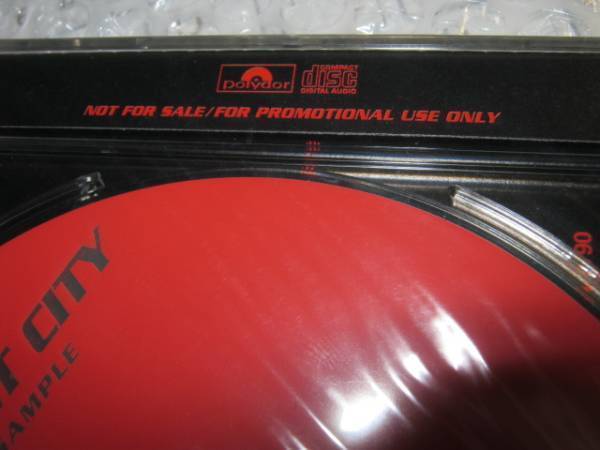 polydor
COMPACT
disc
DIGITAL AUDIO
NOT FOR SALE/FOR PROMOTIONAL USE ONLY
90
T CITY
SAMPLE